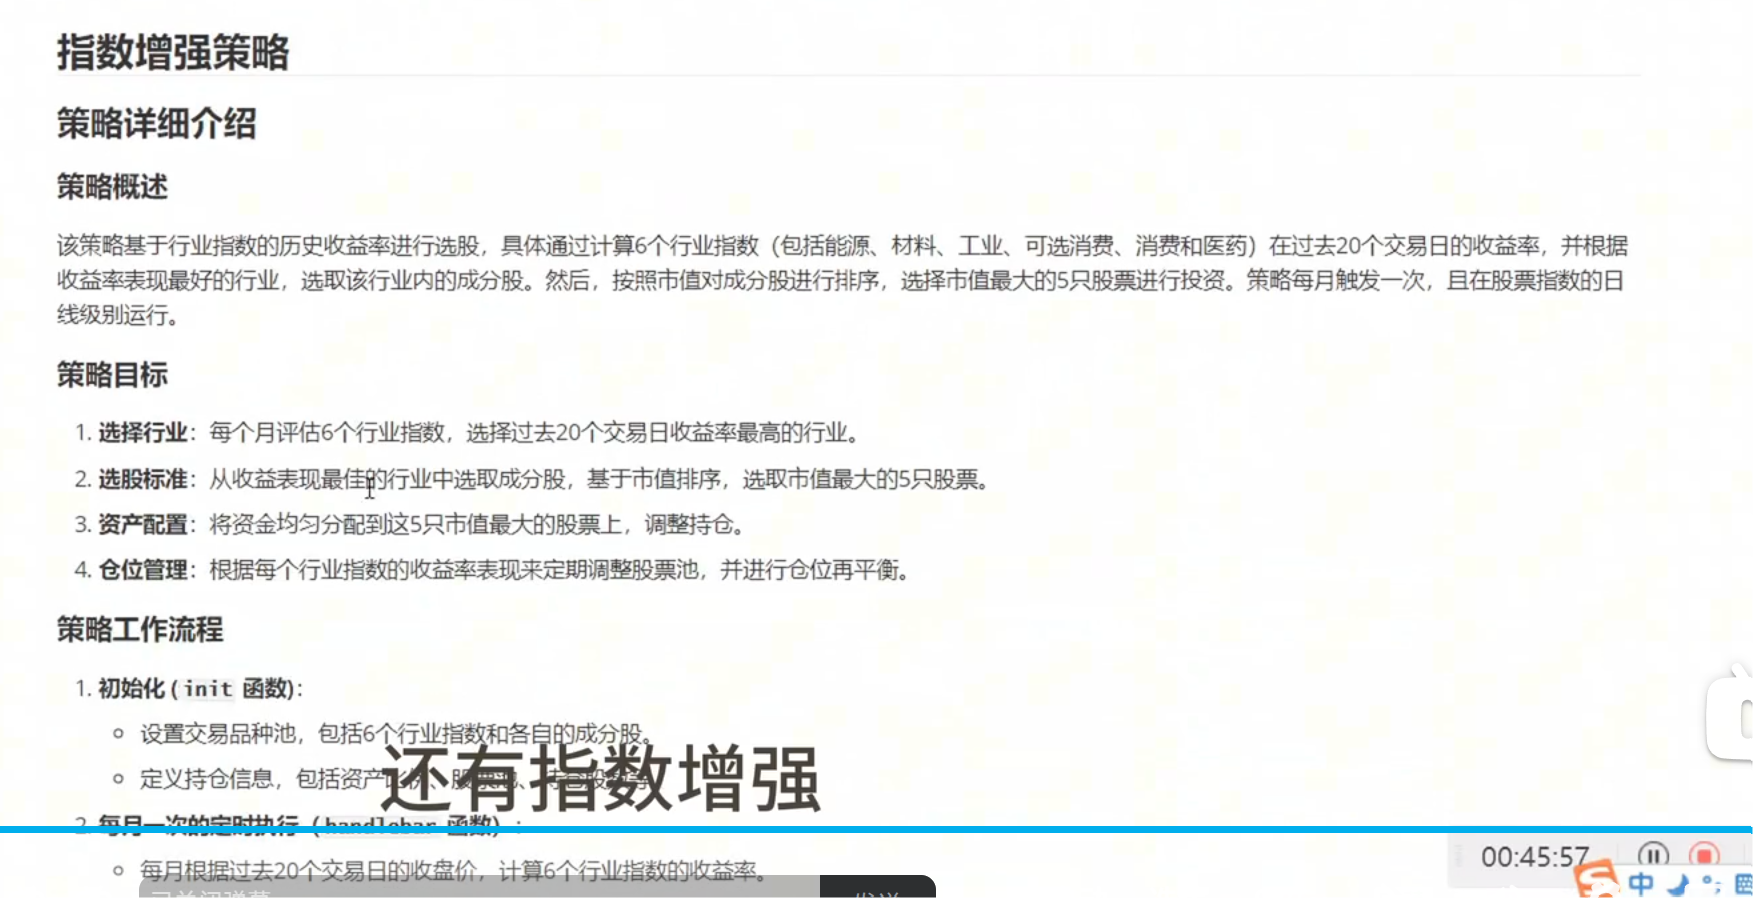 指数增强策略
策略详细介绍
策略概述
该策略基于行业指数的历史收益率进行选股，具体通过计算6个行业指数（包括能源、材料、工业、可选消费、消费和医药）在过去20个交易日的收益率，并根据
收益率表现最好的行业，选取该行业内的成分股。然后，按照市值对成分股进行排序，选择市值最大的5只股票进行投资。策略每月触发一次，且在股票指数的日
线级别运行。
策略目标
1. 选择行业：每个月评估6个行业指数，选择过去20个交易日收益率最高的行业。
2. 选股标准：从收益表现最佳的行业中选取成分股，基于市值排序，选取市值最大的5只股票。
3. 资产配置：将资金均匀分配到这5只市值最大的股票上，调整持仓。
4. 仓位管理：根据每个行业指数的收益率表现来定期调整股票池，并进行仓位再平衡。
策略工作流程
1. 初始化 (init 函数)：
设置交易品种池，包括6个行业指数和各自的成分股。
定义持仓信息，包括资产
还有指数增强
2. 每月一次的定时执行（handlebar 函数）：
每月根据过去20个交易日的收盘价，计算6个行业指数的收益率。
00:45:57
中